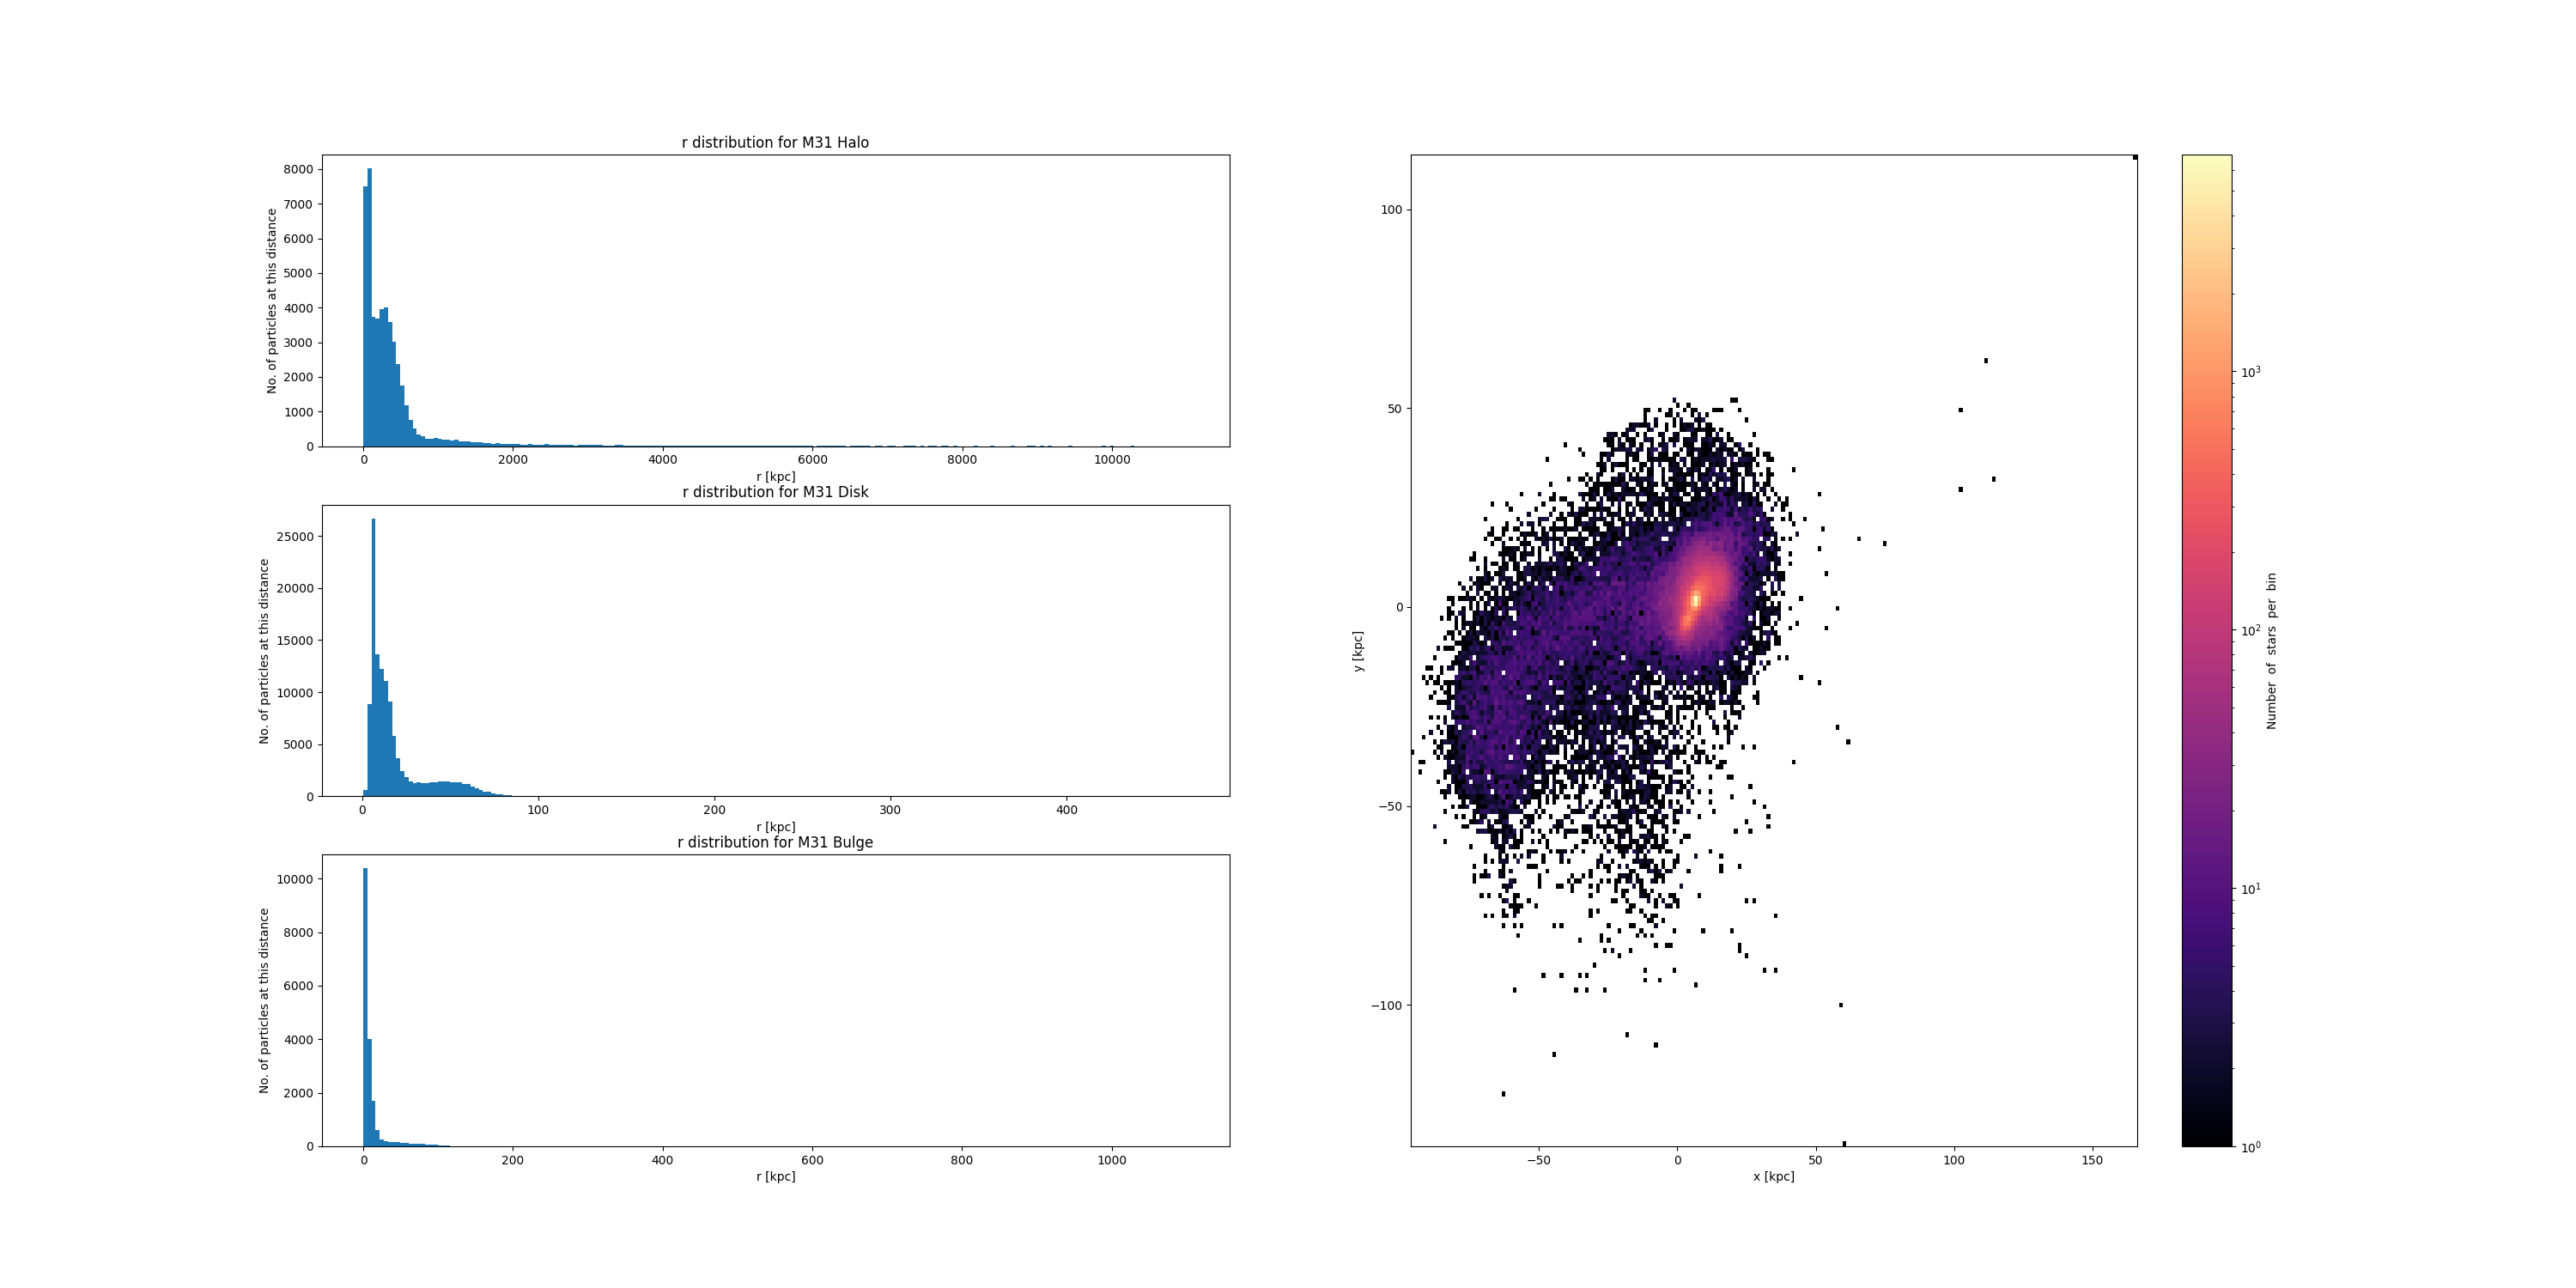 r distribution for M31 Halo
No. of particles at this distance
8000
7000
6000
5000
4000
3000
2000
1000
0
0 2000 4000 6000 8000 10000
r [kpc]
r distribution for M31 Disk
No. of particles at this distance
25000
20000
15000
10000
5000
0
0 100 200 300 400
r [kpc]
r distribution for M31 Bulge
No. of particles at this distance
10000
8000
6000
4000
2000
0
0 200 400 600 800 1000
r [kpc]
y [kpc]
100
50
0
−50
−100
−50 0 50 100 150
x [kpc]
10³
10²
10¹
10⁰
Number of stars per bin